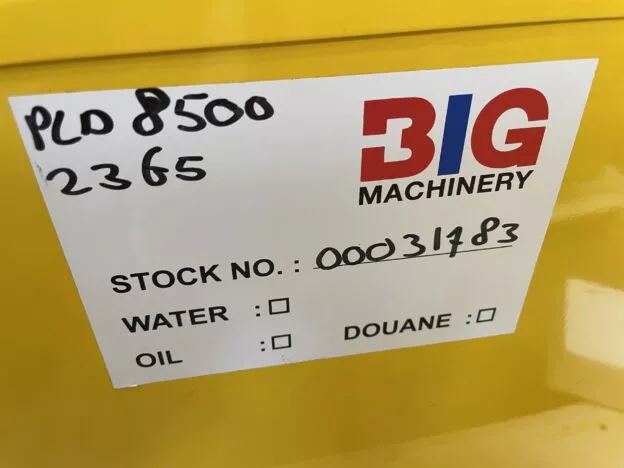 PLD 8500
2365
BIG
MACHINERY
STOCK NO. : 00031783
WATER : ☐
OIL : ☐
DOUANE : ☐